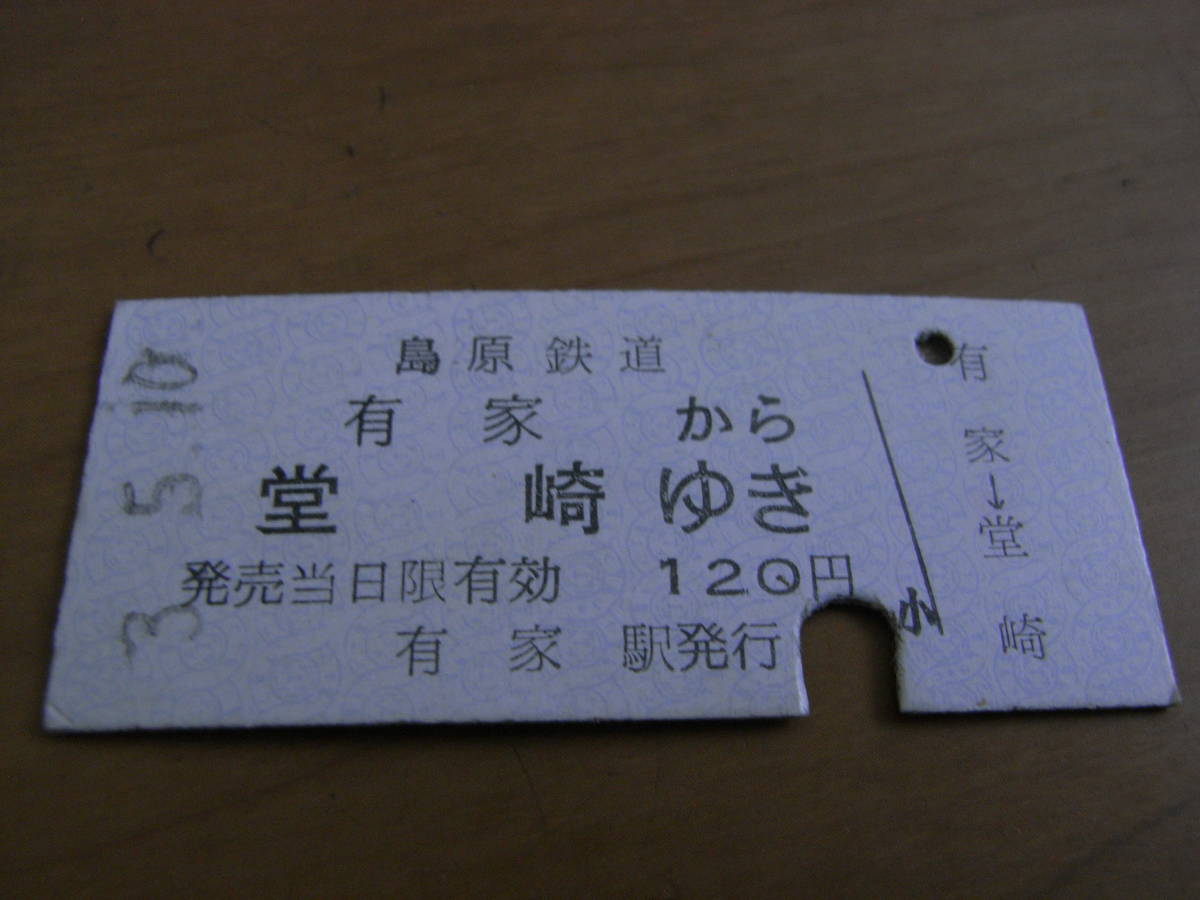 島原鉄道
有家から
堂崎ゆき
発売当日限有効 120円
有家駅発行
3.5.10
小
有家→堂崎